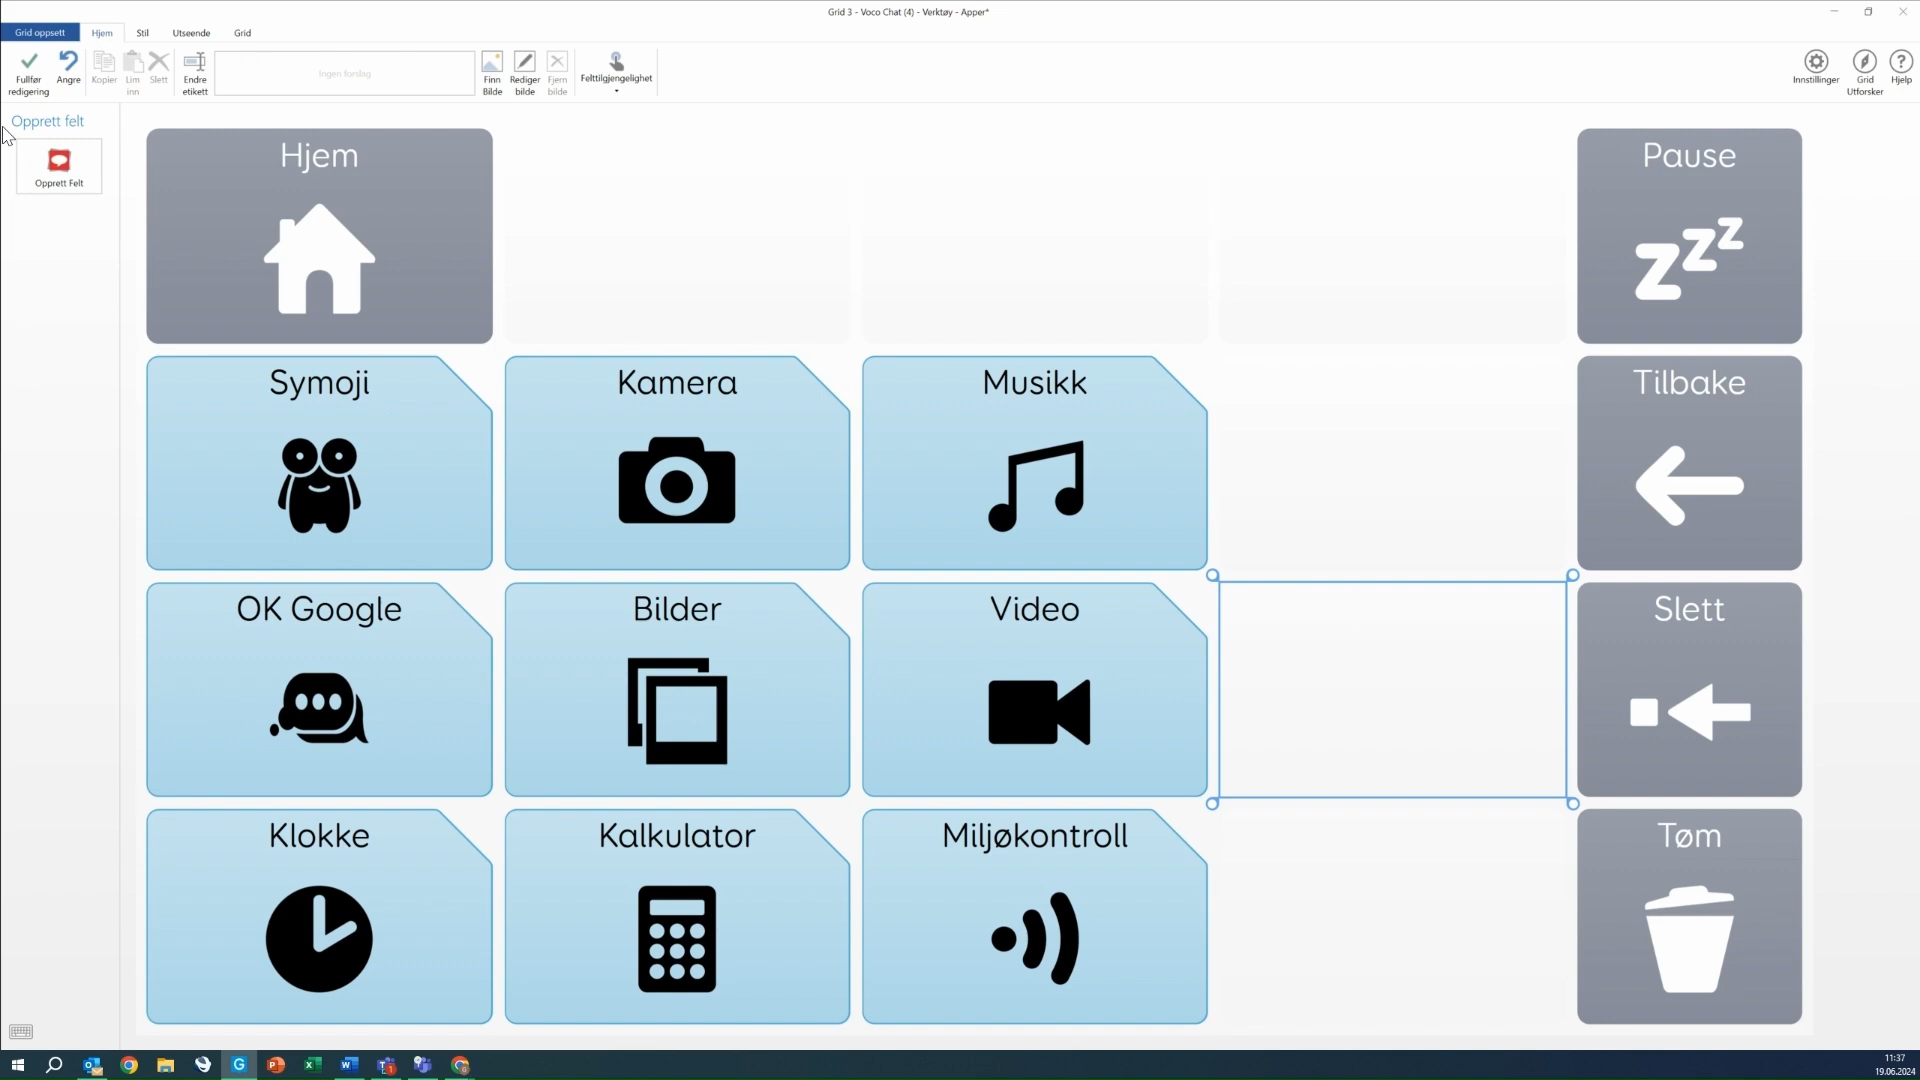 Grid 3 - Voco Chat (4) - Verktøy - Apper*
Grid oppsett
Hjem
Stil
Utseende
Grid
Fullfør
redigering
Angre
Kopier
Lim
inn
Slett
Endre
etikett
Ingen forslag
Finn
Bilde
Rediger
bilde
Fjern
bilde
Felttilgjengelighet
Innstillinger
Grid
Utforsker
Hjelp
Opprett felt
Opprett Felt
Hjem
Pause
Symoji
Kamera
Musikk
Tilbake
OK Google
Bilder
Video
Slett
Klokke
Kalkulator
Miljøkontroll
Tøm
11:37
19.06.2024